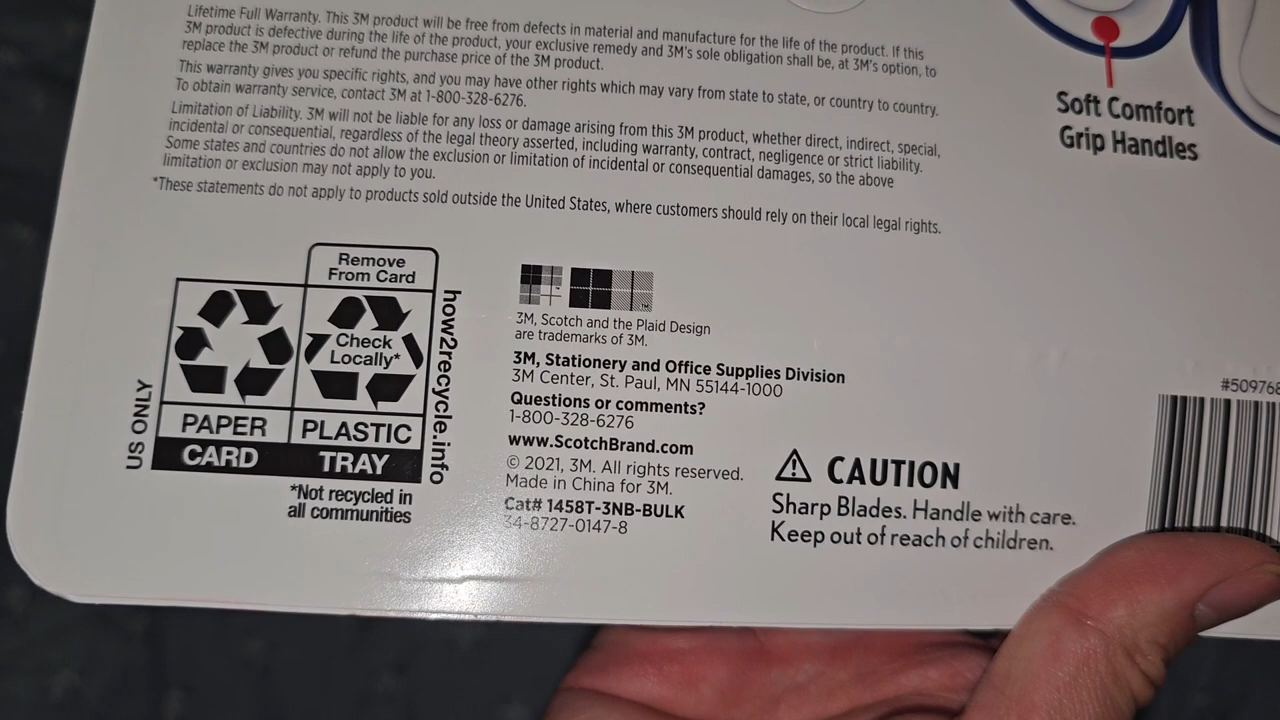 Lifetime Full Warranty. This 3M product will be free from defects in material and manufacture for the life of the product. If this
3M product is defective during the life of the product, your exclusive remedy and 3M's sole obligation shall be, at 3M's option, to
replace the 3M product or refund the purchase price of the 3M product.
This warranty gives you specific rights, and you may have other rights which may vary from state to state, or country to country.
To obtain warranty service, contact 3M at 1-800-328-6276.
Limitation of Liability. 3M will not be liable for any loss or damage arising from this 3M product, whether direct, indirect, special,
incidental or consequential, regardless of the legal theory asserted, including warranty, contract, negligence or strict liability.
Some states and countries do not allow the exclusion or limitation of incidental or consequential damages, so the above
limitation or exclusion may not apply to you.
*These statements do not apply to products sold outside the United States, where customers should rely on their local legal rights.
Soft Comfort
Grip Handles
Remove
From Card
Check
Locally*
PAPER
PLASTIC
CARD
TRAY
US ONLY
how2recycle.info
*Not recycled in
all communities
TM
TM
3M, Scotch and the Plaid Design
are trademarks of 3M.
3M, Stationery and Office Supplies Division
3M Center, St. Paul, MN 55144-1000
Questions or comments?
1-800-328-6276
www.ScotchBrand.com
© 2021, 3M. All rights reserved.
Made in China for 3M.
Cat# 1458T-3NB-BULK
34-8727-0147-8
CAUTION
Sharp Blades. Handle with care.
Keep out of reach of children.
#509768